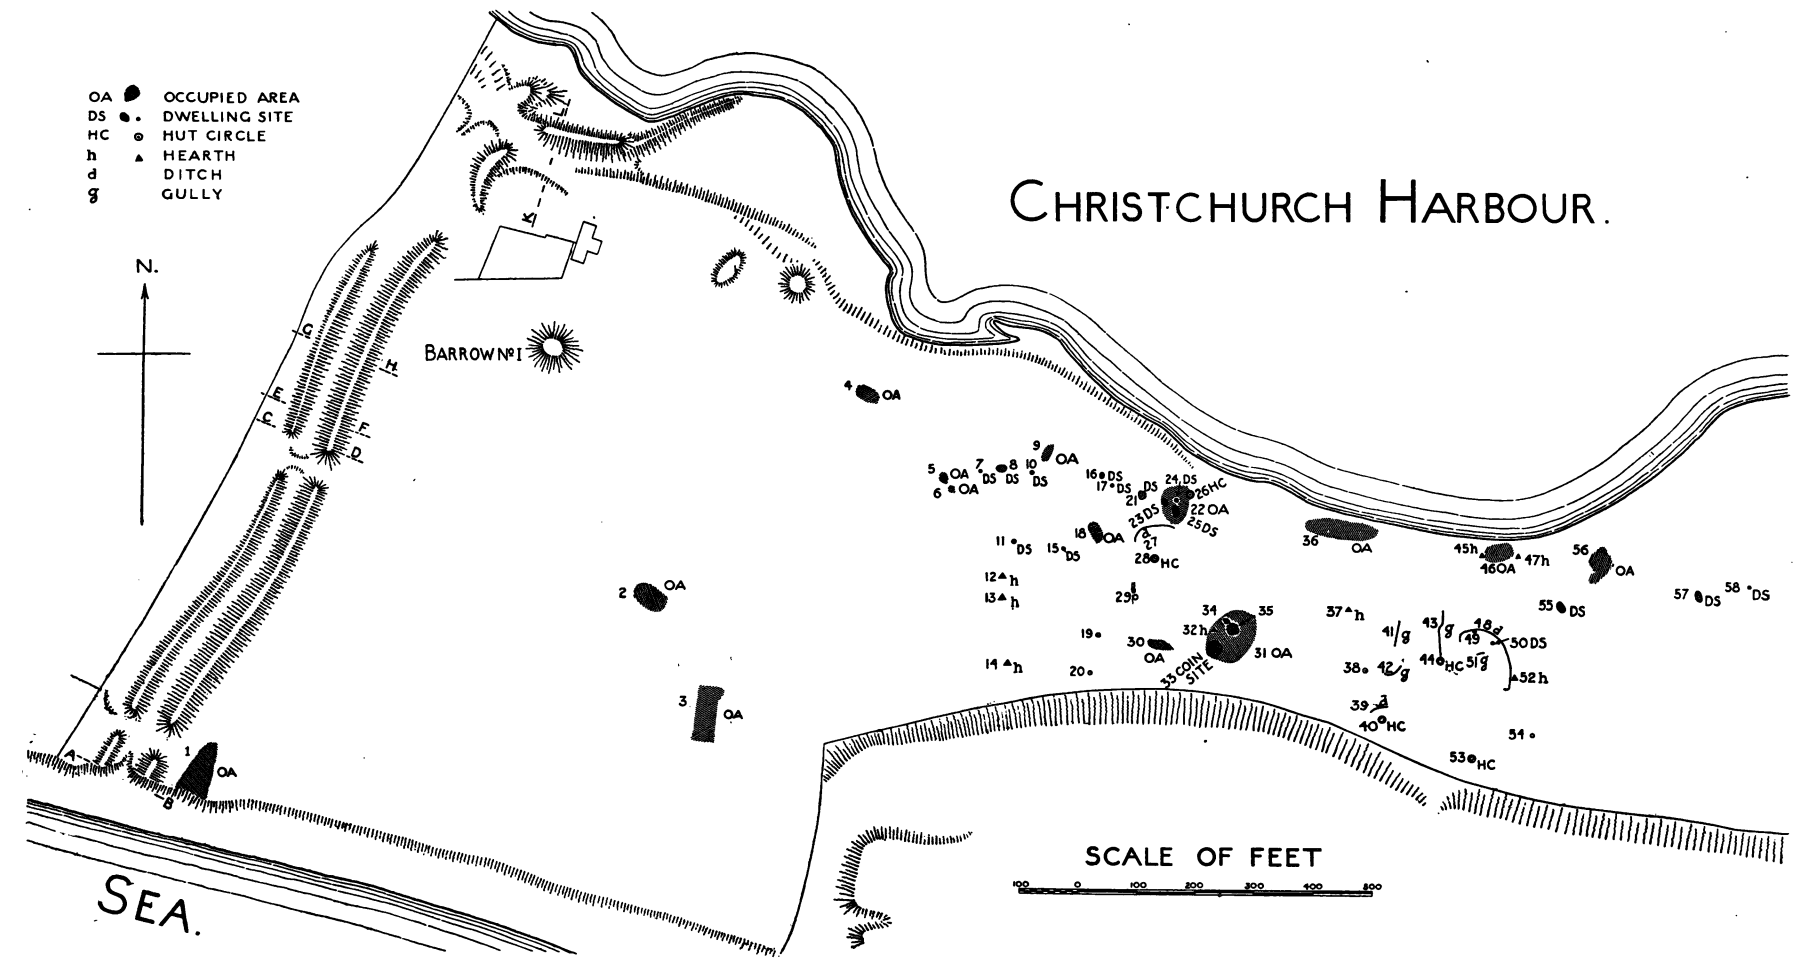 OA OCCUPIED AREA
DS DWELLING SITE
HC HUT CIRCLE
h HEARTH
d DITCH
g GULLY
N.
CHRISTCHURCH HARBOUR.
L
K
G
H
E
C
F
D
BARROW Nº I
4 OA
9 OA
5 OA
6 OA
7 DS
8 DS
10 DS
16 DS
17 DS
21 DS
24 DS
26 HC
22 OA
23 DS
25 DS
d
27
18 OA
28 HC
11 DS
15 DS
12 h
13 h
29 p
36 OA
45 h
46 OA
47 h
56 OA
2 OA
55 DS
57 DS
58 DS
34
35
32 h
31 OA
33 COIN SITE
19
30 OA
14 h
20
37 h
41 g
43 g
48 d
49
50 DS
38
42 g
44 HC
51 g
52 h
39 d
40 HC
54
53 HC
3 OA
1 OA
A
B
SCALE OF FEET
100 0 100 200 300 400 500
SEA.